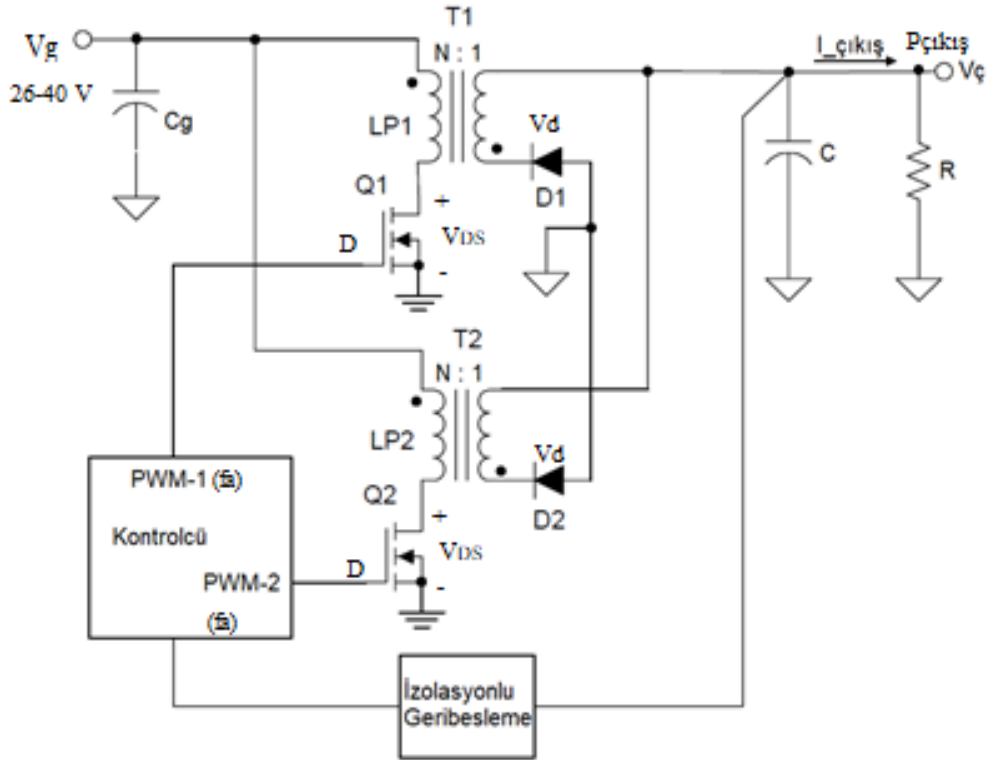 T1
N : 1
Vg
26-40 V
Cg
LP1
Vd
D1
I_çıkış
Pçıkış
Vç
C
R
Q1
+
VDS
-
D
T2
N : 1
LP2
Vd
D2
Q2
+
VDS
-
D
PWM-1 (fa)
Kontrolcü
PWM-2
(fa)
İzolasyonlu
Geribesleme